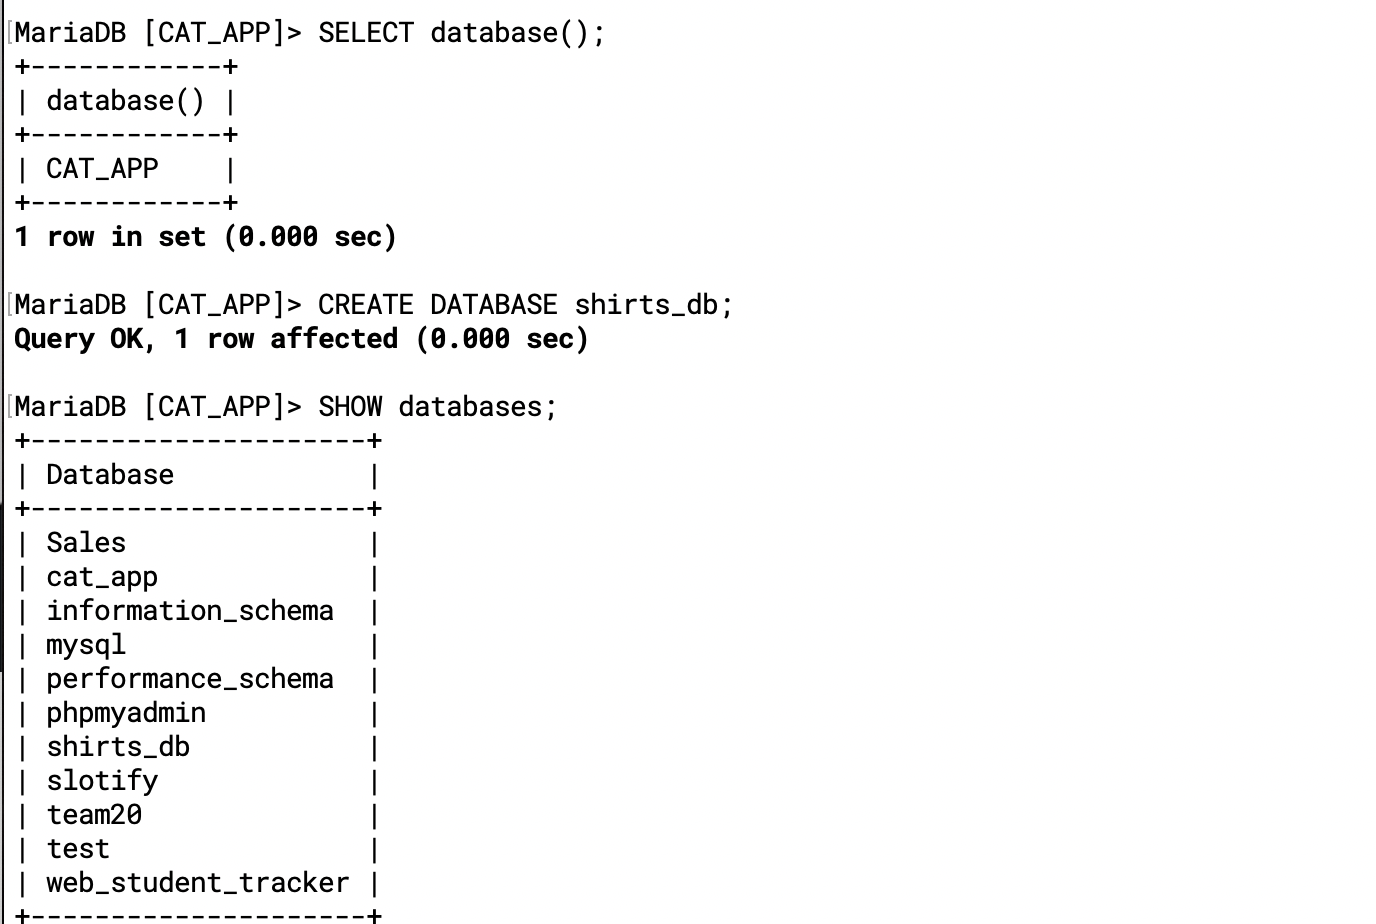 MariaDB [CAT_APP]> SELECT database();
+------------+
| database() |
+------------+
| CAT_APP    |
+------------+
1 row in set (0.000 sec)
MariaDB [CAT_APP]> CREATE DATABASE shirts_db;
Query OK, 1 row affected (0.000 sec)
MariaDB [CAT_APP]> SHOW databases;
+---------------------+
| Database            |
+---------------------+
| Sales               |
| cat_app             |
| information_schema  |
| mysql               |
| performance_schema  |
| phpmyadmin          |
| shirts_db           |
| slotify             |
| team20              |
| test                |
| web_student_tracker |
+---------------------+